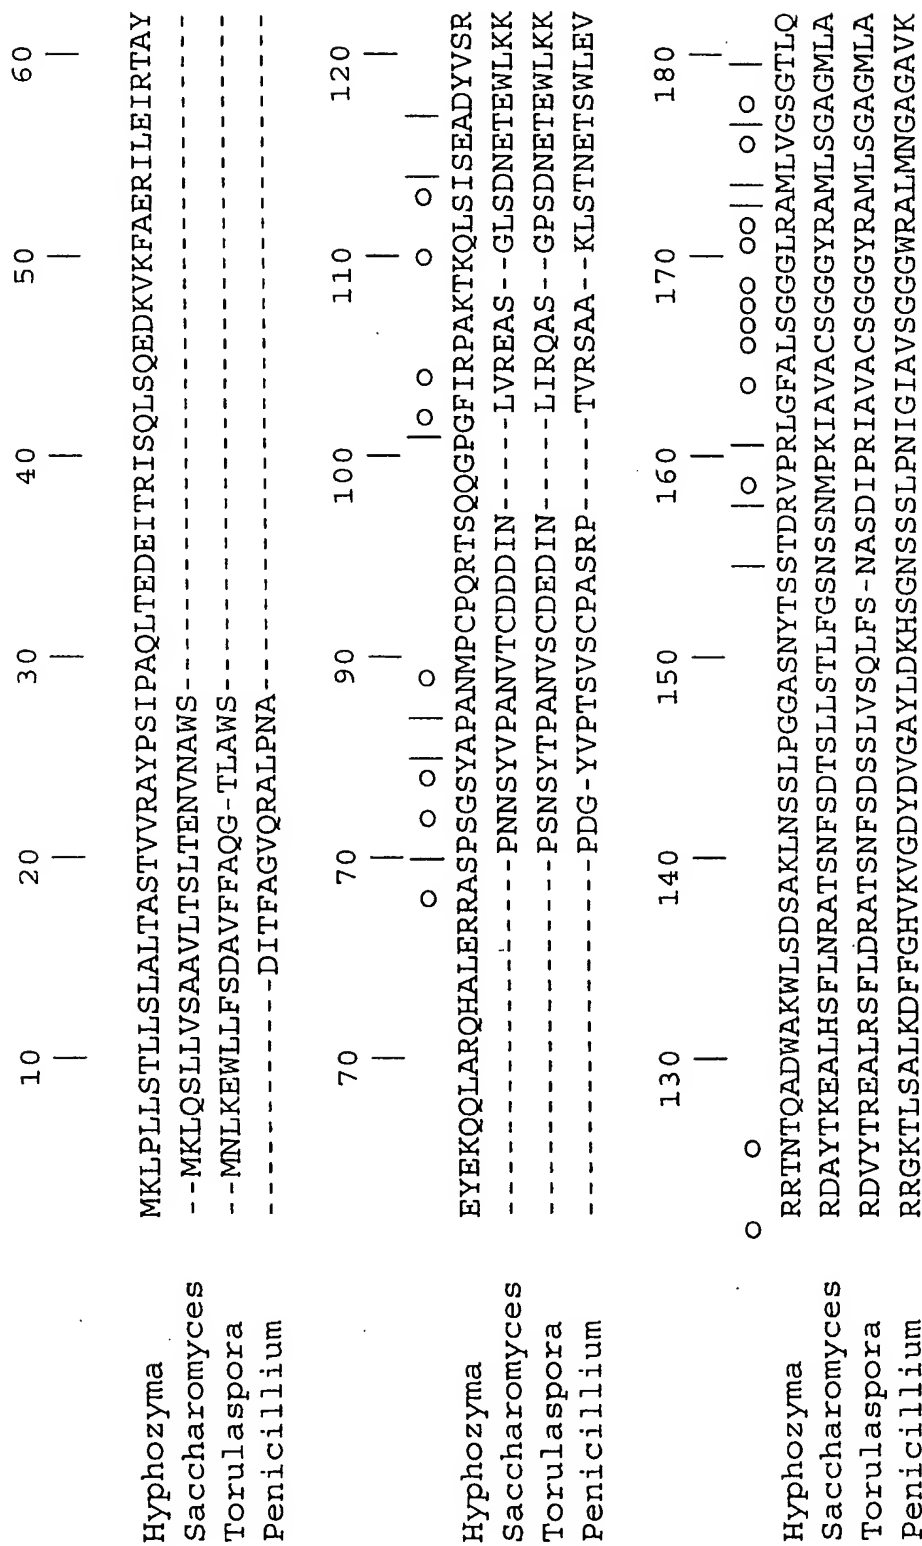 10 20 30 40 50 60
| | | | | |
Hyphozyma MKLPLLSTLLSLALTASTVVRAYPSIPAQLTEDEITRISQLSQEDKVKFAERILEIRTAY
Saccharomyces --MKLQSLLVSAAVLTSLTENVNAWS----------------------------------
Torulaspora --MNLKEWLLFSDAVFFAQG-TLAWS----------------------------------
Penicillium ------------DITFAGVQRALPNA----------------------------------
70 70 90 100 110 120
| | | | | |
o | o o | | o | o o o o | |
Hyphozyma EYEKQQLARQHALERRASPSGSYAPANMPCPQRTSQQGPGFIRPAKTKQLSISEADYVSR
Saccharomyces ------------------PNNSYVPANVTCDDDIN-----LVREAS--GLSDNETEWLKK
Torulaspora ------------------PSNSYTPANVSCDEDIN-----LIRQAS--GPSDNETEWLKK
Penicillium ------------------PDG-YVPTSVSCPASRP-----TVRSAA--KLSTNETSWLEV
130 140 150 160 170 180
| | | | | |
o o | | o | o o o o o o o | | o | o |
Hyphozyma RRTNTQADWAKWLSDSAKLNSSLPGGASNYTSSTDRVPRLGFALSGGGLRAMLVGSGTLQ
Saccharomyces RDAYTKEALHSFLNRATSNFSDTSLLSTLFGSNSSNMPKIAVACSGGGYRAMLSGAGMLA
Torulaspora RDVYTREALRSFLDRATSNFSDSSLVSQLFS-NASDIPRIAVACSGGGYRAMLSGAGMLA
Penicillium RRGKTLSALKDFFGHVKVGDYDVGAYLDKHSGNSSSLPNIGIAVSGGGWRALMNGAGAVK